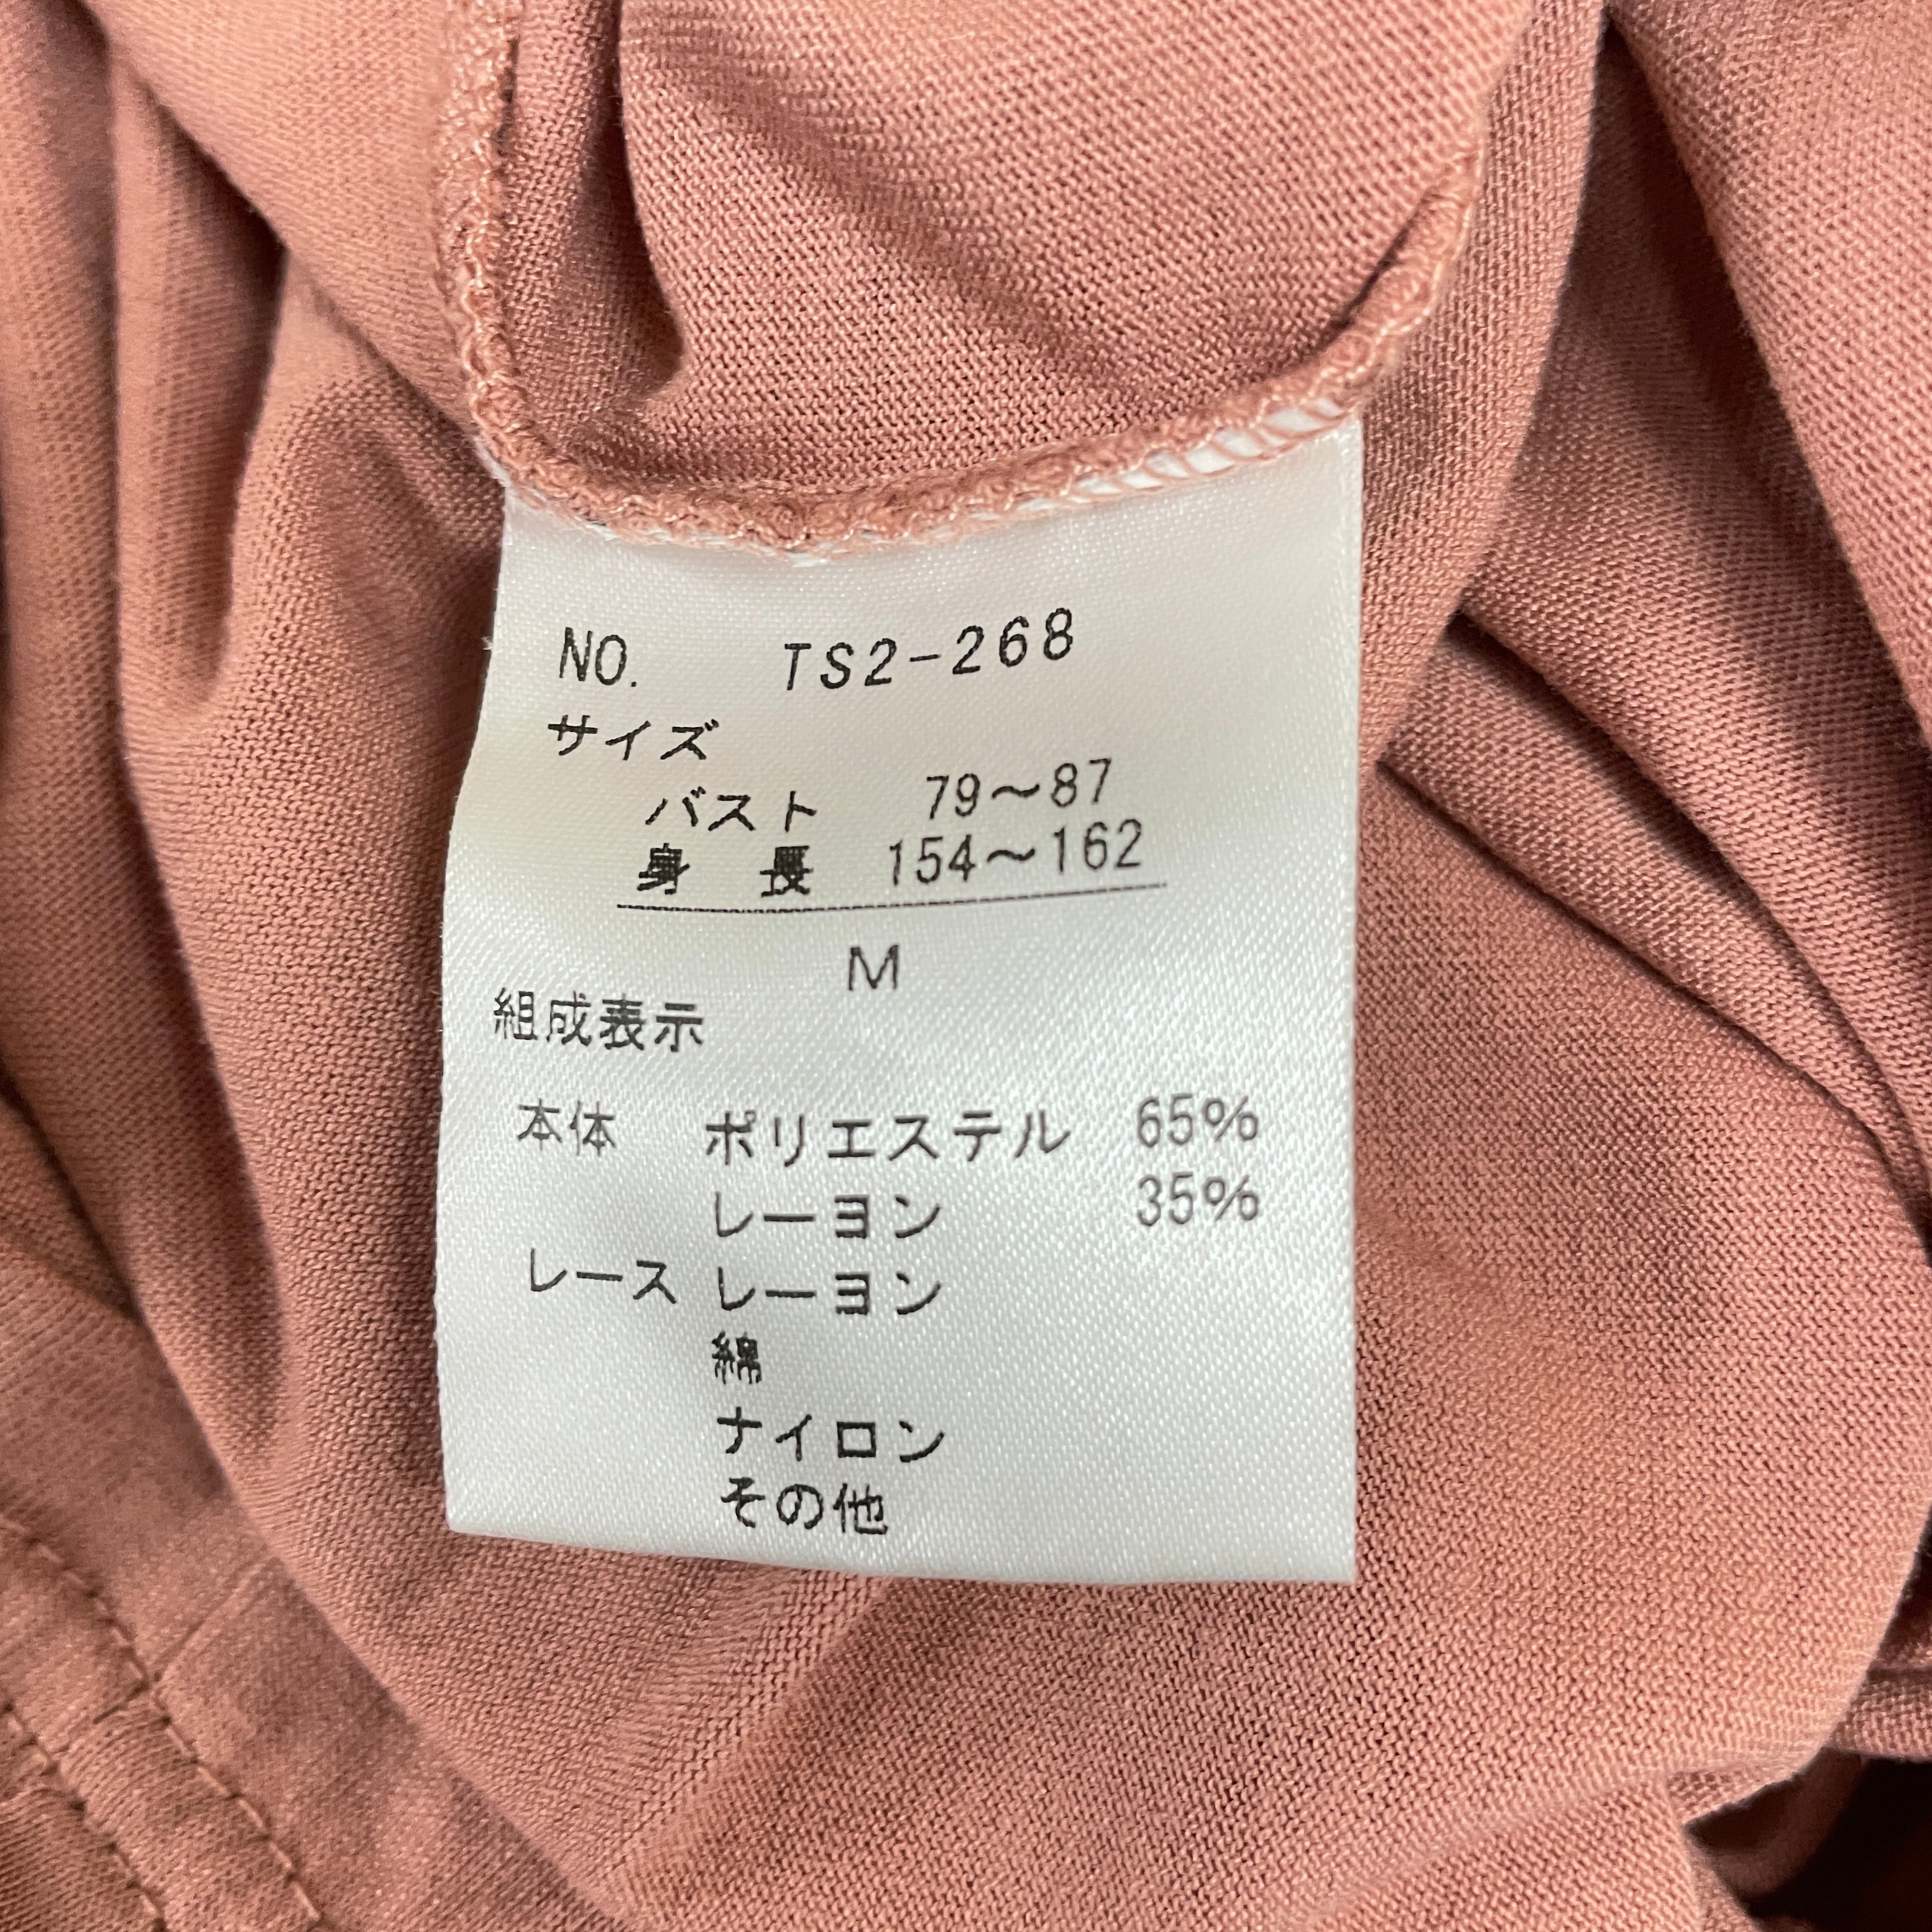 NO. TS2-268
サイズ
バスト 79～87
身 長 154～162
M
組成表示
本体 ポリエステル 65%
レーヨン 35%
レース レーヨン
綿
ナイロン
その他